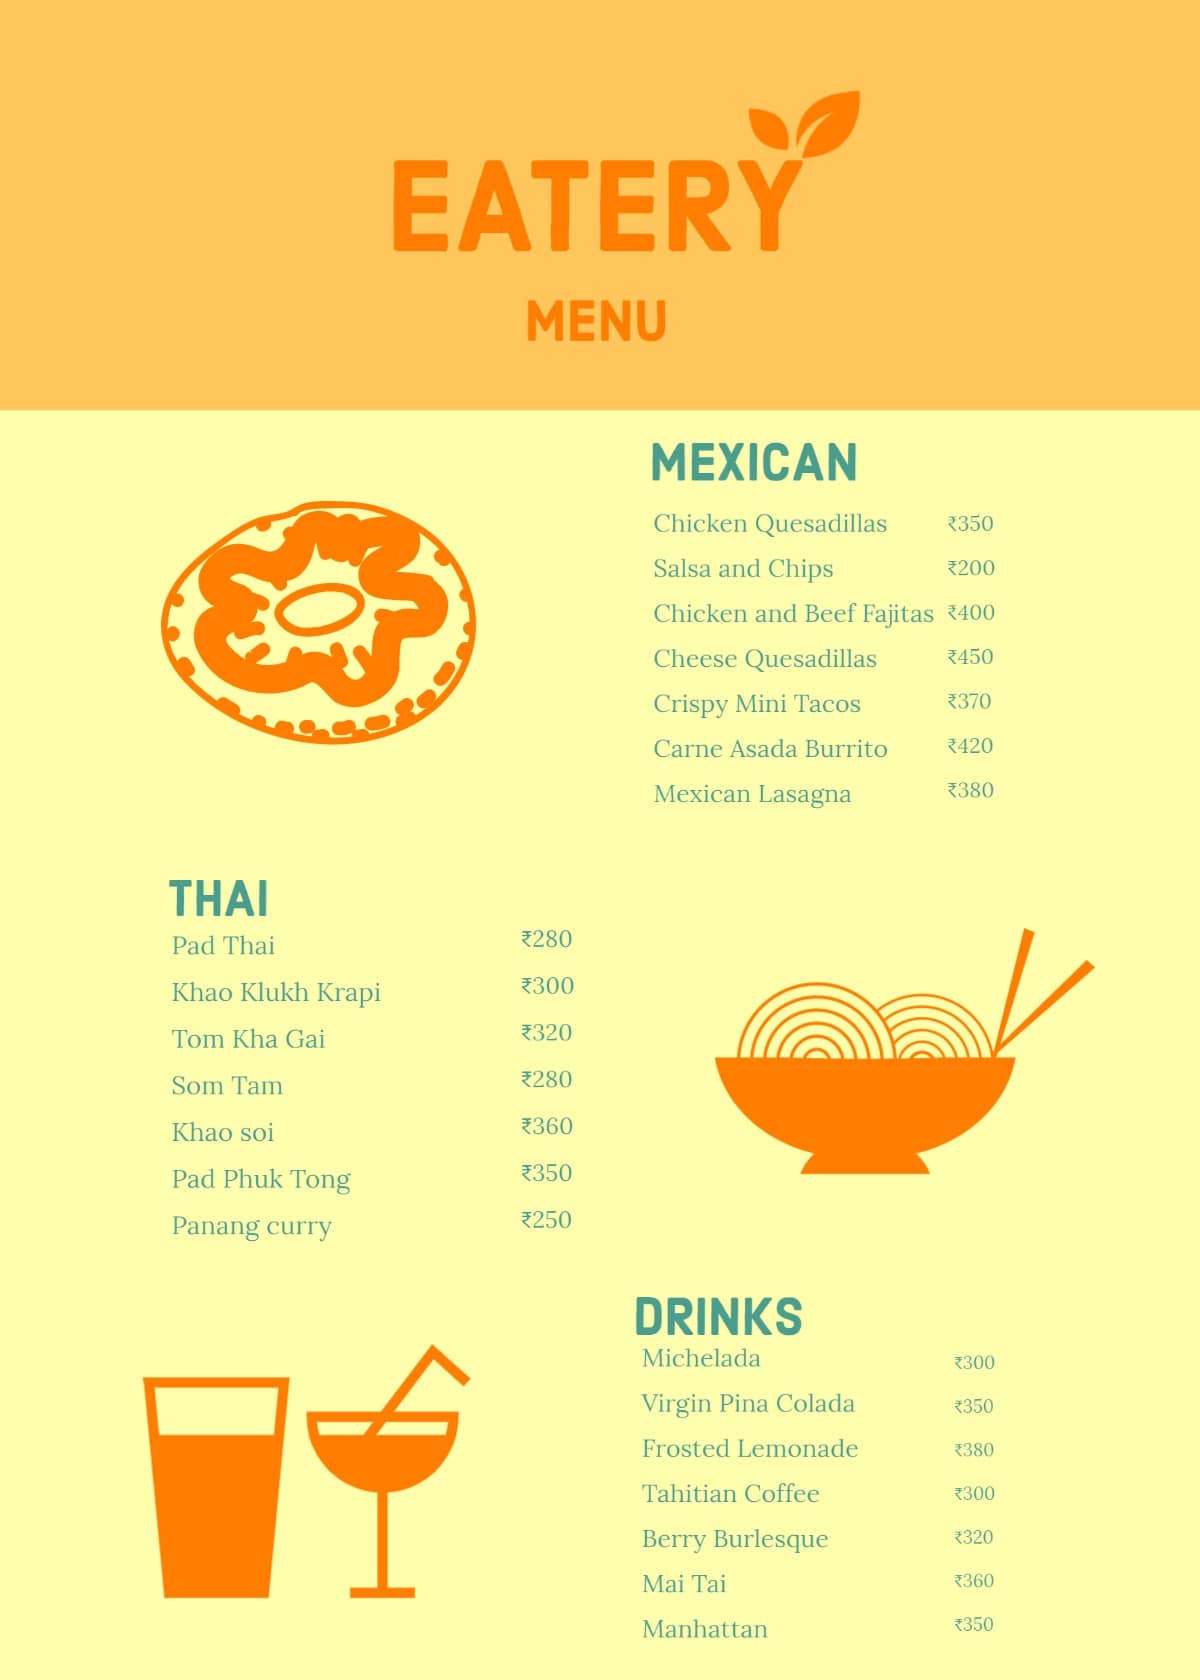 EATERY
MENU
MEXICAN
Chicken Quesadillas ₹350
Salsa and Chips ₹200
Chicken and Beef Fajitas ₹400
Cheese Quesadillas ₹450
Crispy Mini Tacos ₹370
Carne Asada Burrito ₹420
Mexican Lasagna ₹380
THAI
Pad Thai ₹280
Khao Klukh Krapi ₹300
Tom Kha Gai ₹320
Som Tam ₹280
Khao soi ₹360
Pad Phuk Tong ₹350
Panang curry ₹250
DRINKS
Michelada ₹300
Virgin Pina Colada ₹350
Frosted Lemonade ₹380
Tahitian Coffee ₹300
Berry Burlesque ₹320
Mai Tai ₹360
Manhattan ₹350